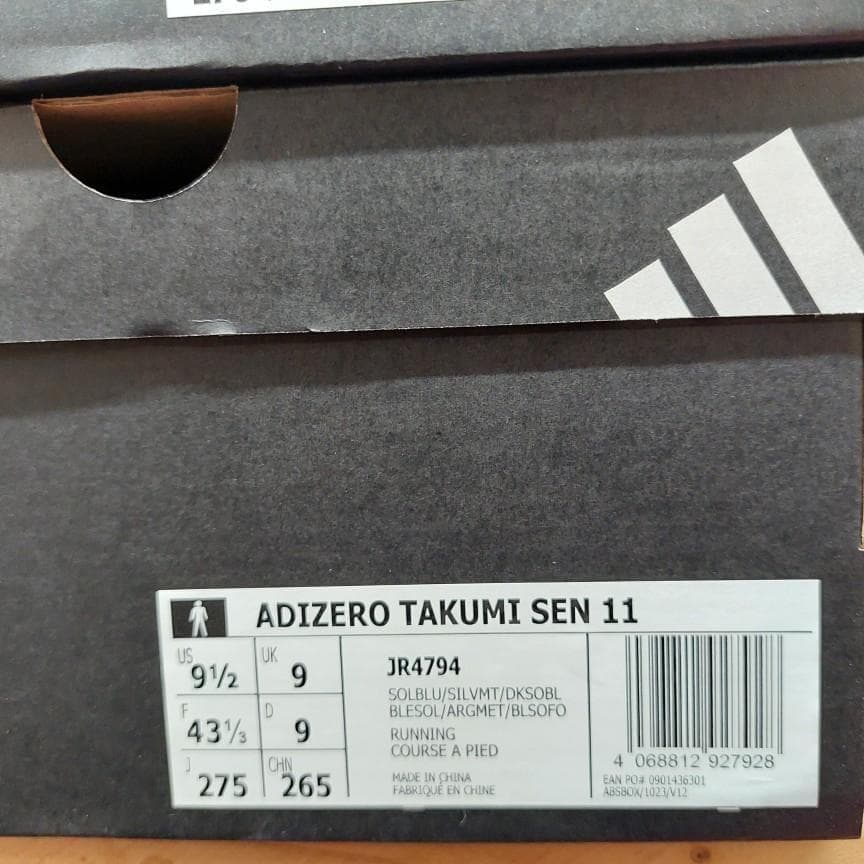 ADIZERO TAKUMI SEN 11
US 9½ UK 9
F 43⅓ D 9
J 275 CHN 265
JR4794
SOLBLU/SILVMT/DKSOBL
BLESOL/ARGMET/BLSOFO
RUNNING
COURSE A PIED
MADE IN CHINA
FABRIQUÉ EN CHINE
4 068812 927928
EAN PO# 0901436301
ABSBOX/1023/V12